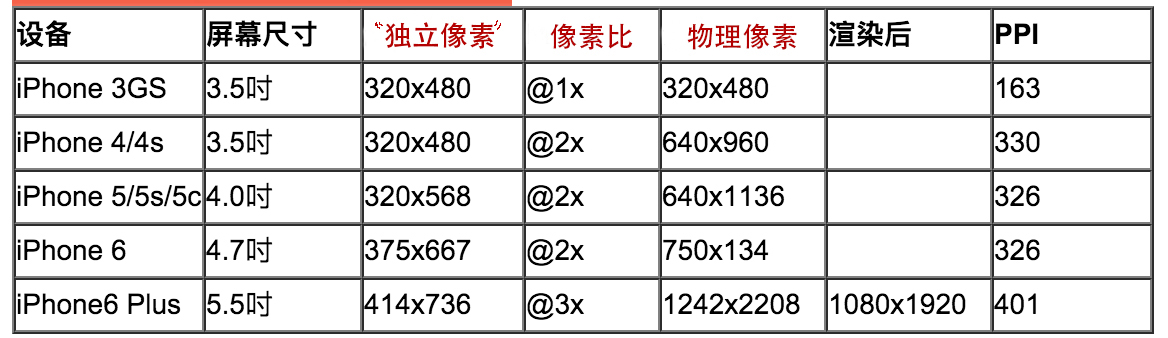 设备 屏幕尺寸 “独立像素” 像素比 物理像素 渲染后 PPI
iPhone 3GS 3.5吋 320x480 @1x 320x480 163
iPhone 4/4s 3.5吋 320x480 @2x 640x960 330
iPhone 5/5s/5c 4.0吋 320x568 @2x 640x1136 326
iPhone 6 4.7吋 375x667 @2x 750x134 326
iPhone6 Plus 5.5吋 414x736 @3x 1242x2208 1080x1920 401